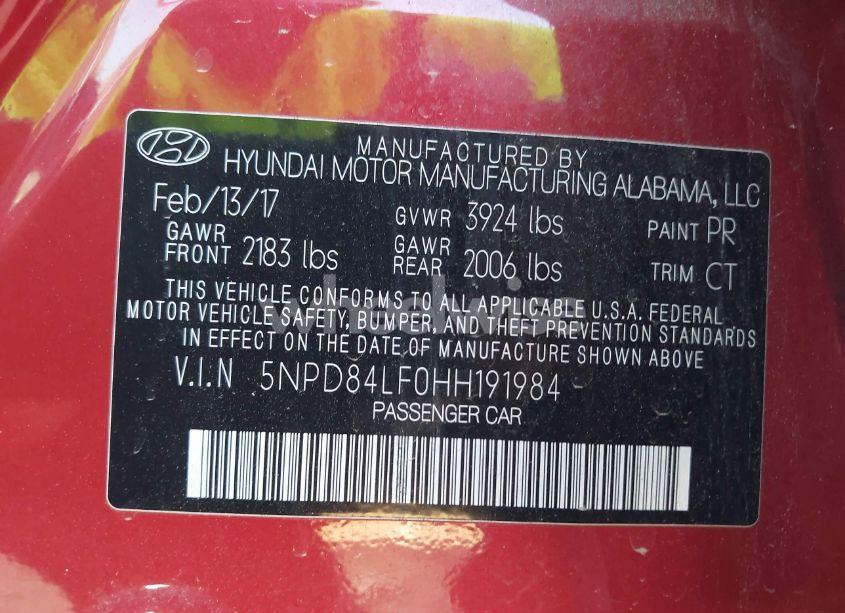 MANUFACTURED BY
HYUNDAI MOTOR MANUFACTURING ALABAMA, LLC
Feb/13/17 GVWR 3924 lbs PAINT PR
GAWR FRONT 2183 lbs GAWR REAR 2006 lbs TRIM CT
THIS VEHICLE CONFORMS TO ALL APPLICABLE U.S.A. FEDERAL
MOTOR VEHICLE SAFETY, BUMPER, AND THEFT PREVENTION STANDARDS
IN EFFECT ON THE DATE OF MANUFACTURE SHOWN ABOVE
V.I.N 5NPD84LF0HH191984
PASSENGER CAR